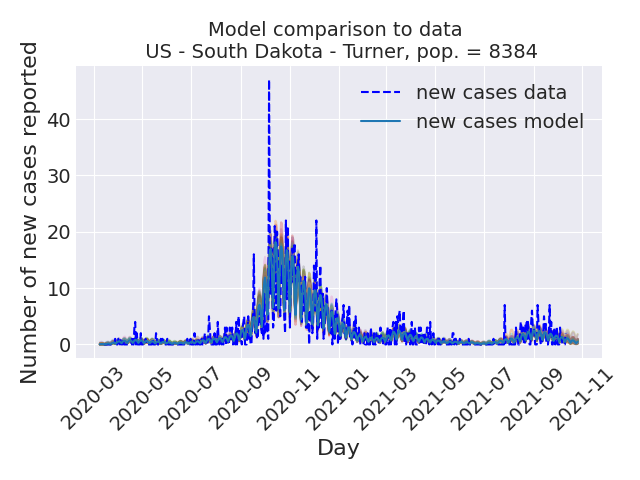 Model comparison to data
US - South Dakota - Turner, pop. = 8384
Number of new cases reported
40
30
20
10
0
new cases data
new cases model
2020-03
2020-05
2020-07
2020-09
2020-11
2021-01
2021-03
2021-05
2021-07
2021-09
2021-11
Day